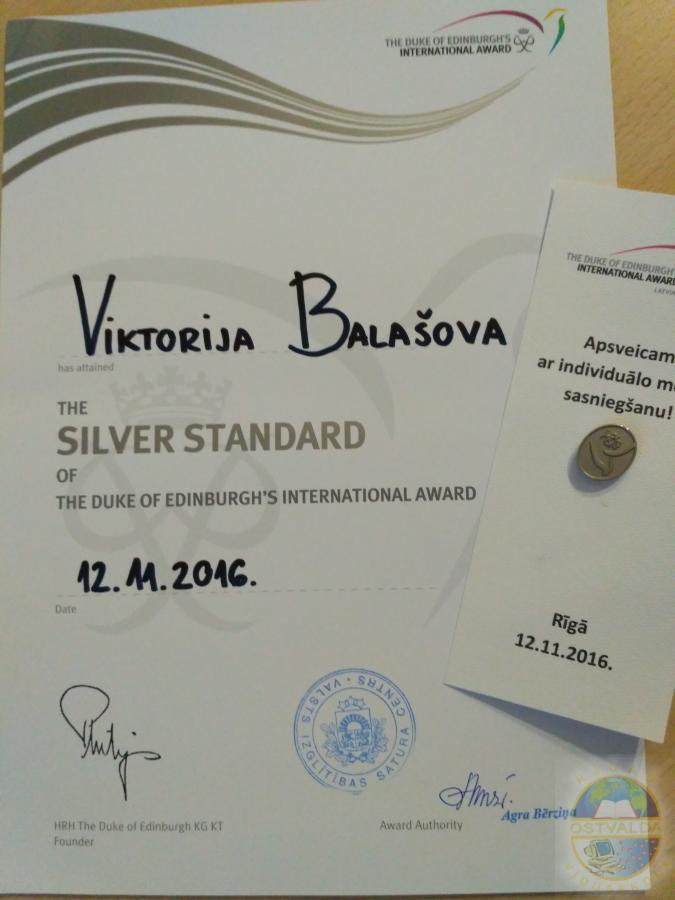 THE DUKE OF EDINBURGH'S
INTERNATIONAL AWARD
VIKTORIJA BALAŠOVA
has attained
THE
SILVER STANDARD
OF
THE DUKE OF EDINBURGH'S INTERNATIONAL AWARD
12.11.2016.
Date
HRH The Duke of Edinburgh KG KT
Founder
VALSTS IZGLĪTĪBAS SATURA CENTRS
Award Authority
Agra Bērziņa
THE DUKE OF EDINBURGH'
INTERNATIONAL AWAR
LATVIA
Apsveicam
ar individuālo m
sasniegšanu!
Rīgā
12.11.2016.
OSTVALDA